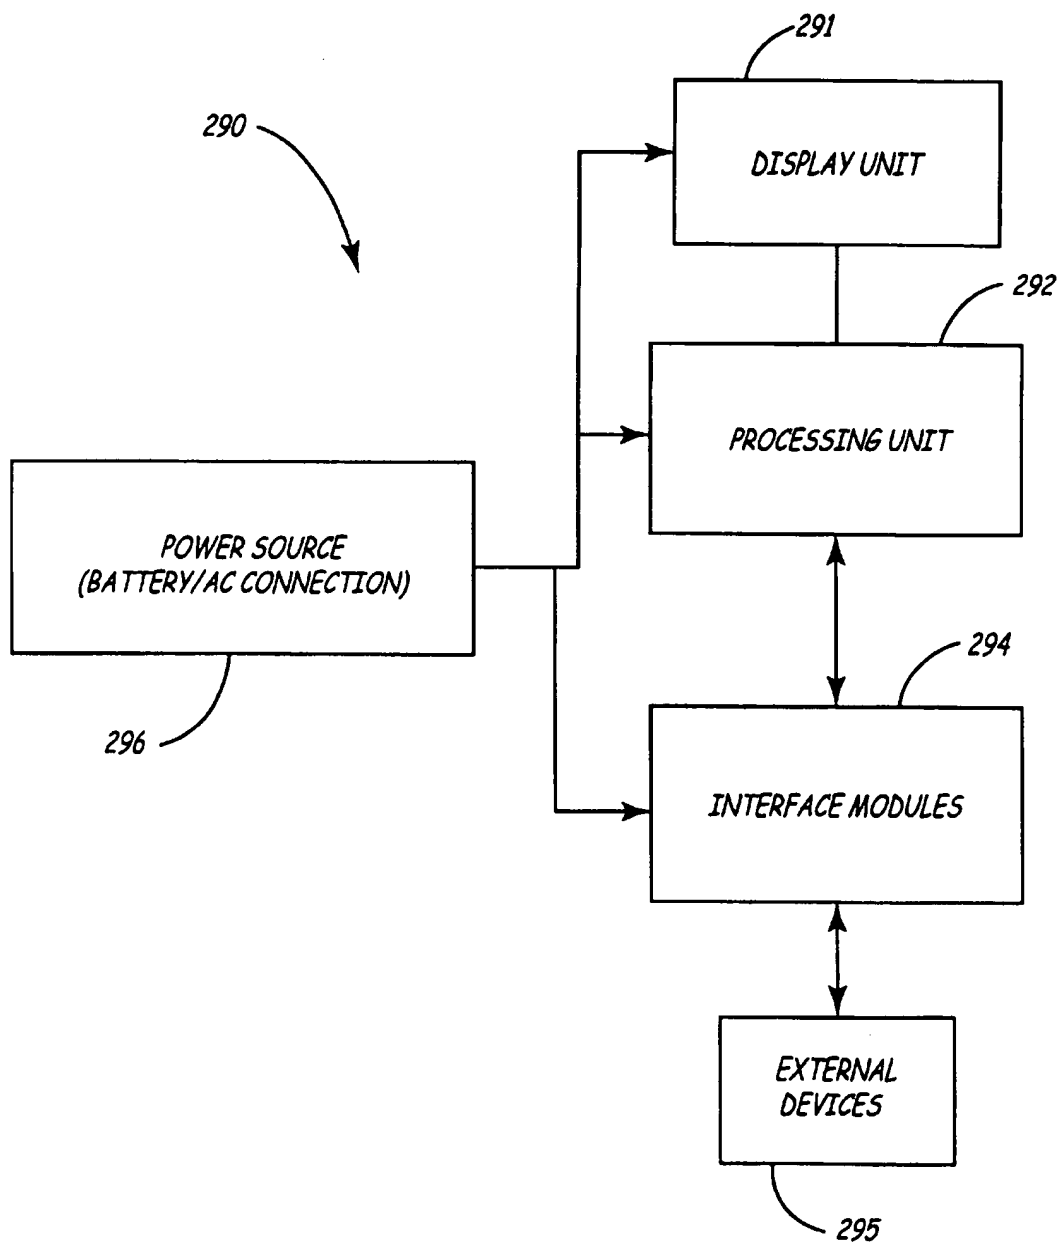 291
290
DISPLAY UNIT
292
PROCESSING UNIT
POWER SOURCE
(BATTERY/AC CONNECTION)
294
296
INTERFACE MODULES
EXTERNAL
DEVICES
295